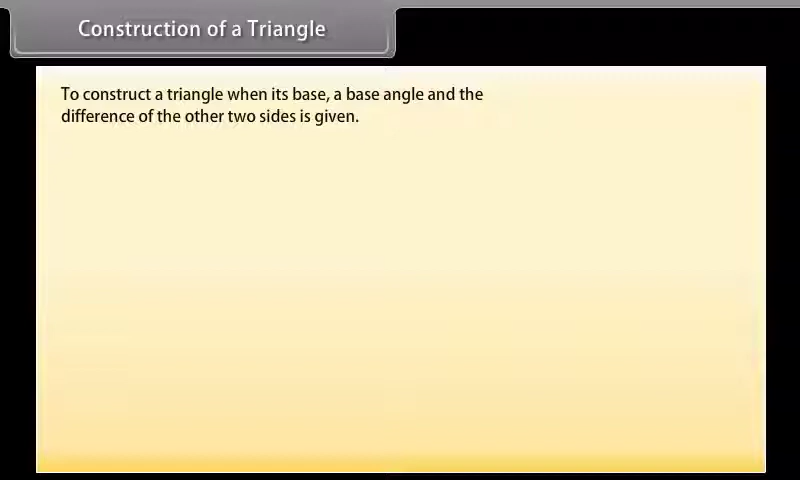 Construction of a Triangle
To construct a triangle when its base, a base angle and the
difference of the other two sides is given.